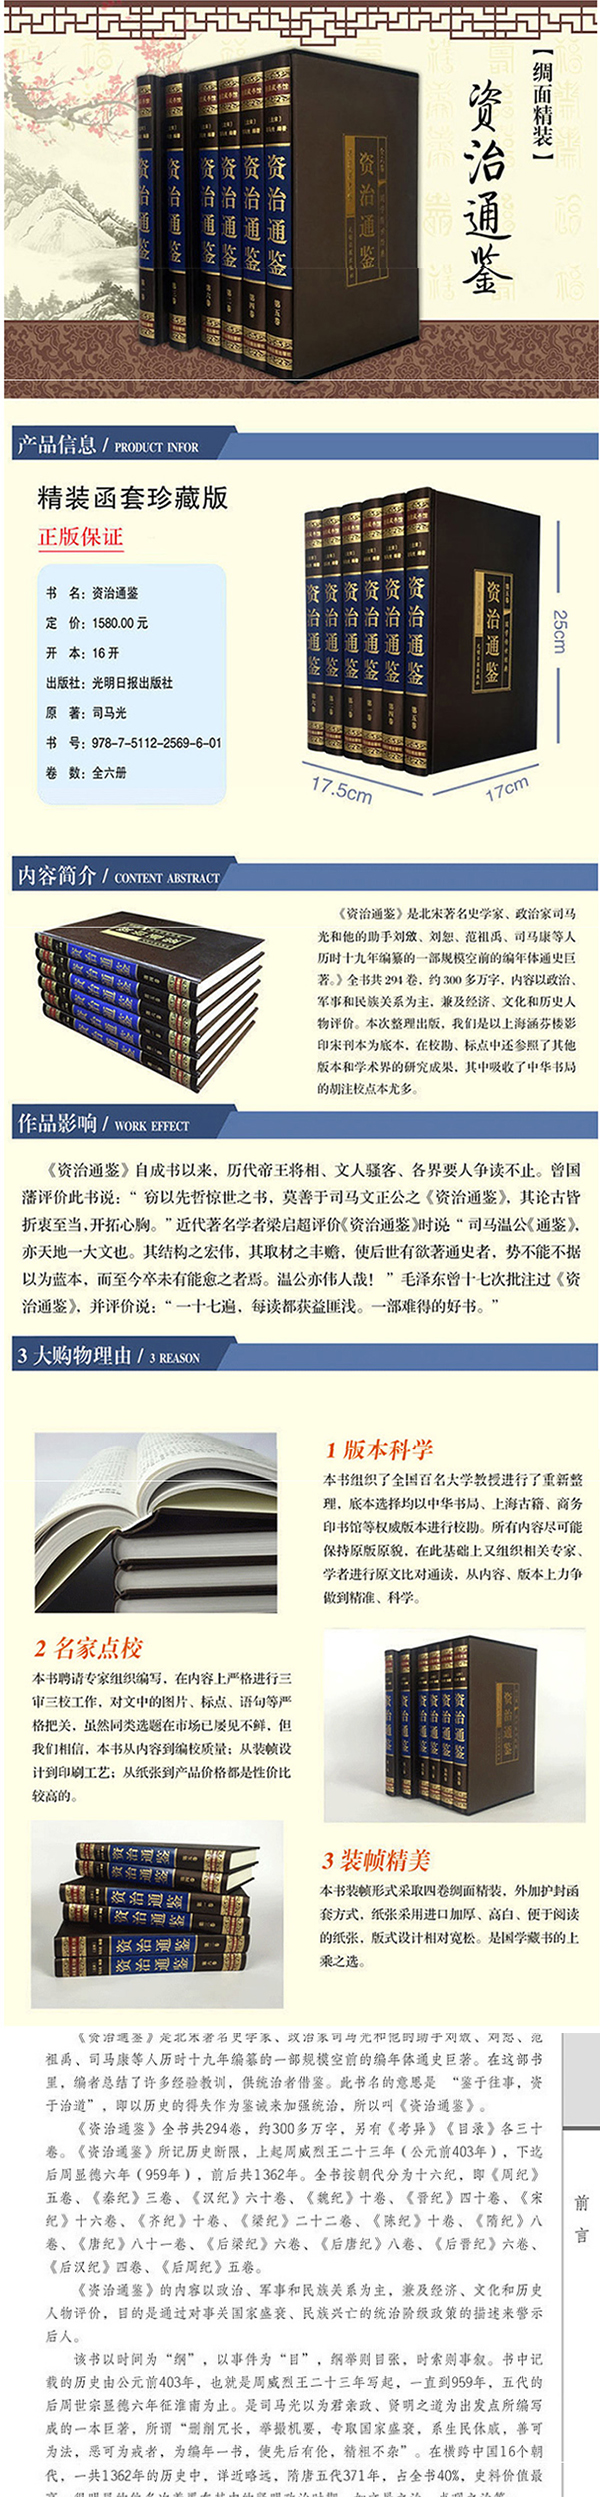 【绸面精装】
资治通鉴
资治通鉴
资治通鉴
资治通鉴
资治通鉴
资治通鉴
资治通鉴
资治通鉴
第六卷
第二卷
第四卷
第五卷
产品信息 / PRODUCT INFOR
精装函套珍藏版
正版保证
书 名：资治通鉴
定 价：1580.00 元
开 本：16 开
出版社：光明日报出版社
原 著：司马光
书 号：978-7-5112-2569-6-01
卷 数：全六册
资治通鉴
25cm
17.5cm
17cm
内容简介 / CONTENT ABSTRACT
《资治通鉴》是北宋著名史学家、政治家司马
光和他的助手刘攽、刘恕、范祖禹、司马康等人
历时十九年编纂的一部规模空前的编年体通史巨
著。》全书共 294 卷，约 300 多万字，内容以政治、
军事和民族关系为主，兼及经济、文化和历史人
物评价。本次整理出版，我们是以上海涵芬楼影
印宋刊本为底本，在校勘、标点中还参照了其他
版本和学术界的研究成果，其中吸收了中华书局
的胡注校点本尤多。
作品影响 / WORK EFFECT
《资治通鉴》自成书以来，历代帝王将相、文人骚客、各界要人争读不止。曾国
藩评价此书说：“ 窃以先哲惊世之书，莫善于司马文正公之《资治通鉴》，其论古皆
折衷至当，开拓心胸。”近代著名学者梁启超评价《资治通鉴》时说 “ 司马温公《通鉴》，
亦天地一大文也。其结构之宏伟，其取材之丰赡，使后世有欲著通史者，势不能不据
以为蓝本，而至今卒未有能愈之者焉。温公亦伟人哉！ ” 毛泽东曾十七次批注过《资
治通鉴》，并评价说：“ 一十七遍，每读都获益匪浅。一部难得的好书。”
3 大购物理由 / 3 REASON
1 版本科学
本书组织了全国百名大学教授进行了重新整
理，底本选择均以中华书局、上海古籍、商务
印书馆等权威版本进行校勘。所有内容尽可能
保持原版原貌，在此基础上又组织相关专家、
学者进行原文比对通读，从内容、版本上力争
做到精准、科学。
2 名家点校
本书聘请专家组织编写，在内容上严格进行三
审三校工作，对文中的图片、标点、语句等严
格把关，虽然同类选题在市场已屡见不鲜，但
我们相信，本书从内容到编校质量；从装帧设
计到印刷工艺；从纸张到产品价格都是性价比
较高的。
资治通鉴
3 装帧精美
本书装帧形式采取四卷绸面精装，外加护封函
套方式，纸张采用进口加厚、高白、便于阅读
的纸张，版式设计相对宽松。是国学藏书的上
乘之选。
《资治通鉴》是北宋著名史学家、政治家司马光和他的助手刘攽、刘恕、范
祖禹、司马康等人历时十九年编纂的一部规模空前的编年体通史巨著。在这部书
里，编者总结了许多经验教训，供统治者借鉴。此书名的意思是 “鉴于往事，资
于治道”，即以历史的得失作为鉴诫来加强统治，所以叫《资治通鉴》。
《资治通鉴》全书共294卷，约300多万字，另有《考异》《目录》各三十
卷。《资治通鉴》所记历史断限，上起周威烈王二十三年（公元前403年），下迄
后周显德六年（959年），前后共1362年。全书按朝代分为十六纪，即《周纪》
五卷、《秦纪》三卷、《汉纪》六十卷、《魏纪》十卷、《晋纪》四十卷、《宋
纪》十六卷、《齐纪》十卷、《梁纪》二十二卷、《陈纪》十卷、《隋纪》八
卷、《唐纪》八十一卷、《后梁纪》六卷、《后唐纪》八卷、《后晋纪》六卷、
《后汉纪》四卷、《后周纪》五卷。
《资治通鉴》的内容以政治、军事和民族关系为主，兼及经济、文化和历史
人物评价，目的是通过对事关国家盛衰、民族兴亡的统治阶级政策的描述来警示
后人。
该书以时间为“纲”，以事件为“目”，纲举则目张，时索则事叙。书中记
载的历史由公元前403年，也就是周威烈王二十三年写起，一直到959年，五代的
后周世宗显德六年征淮南为止。是司马光以为君亲政、贤明之道为出发点所编写
成的一本巨著，所谓“删削冗长，举撮机要，专取国家盛衰，系生民休戚，善可
为法，恶可为戒者，为编年一书，使先后有伦，精粗不杂”。在横跨中国16个朝
代，一共1362年的历史中，详近略远，隋唐五代371年，占全书40%，史料价值最
前言